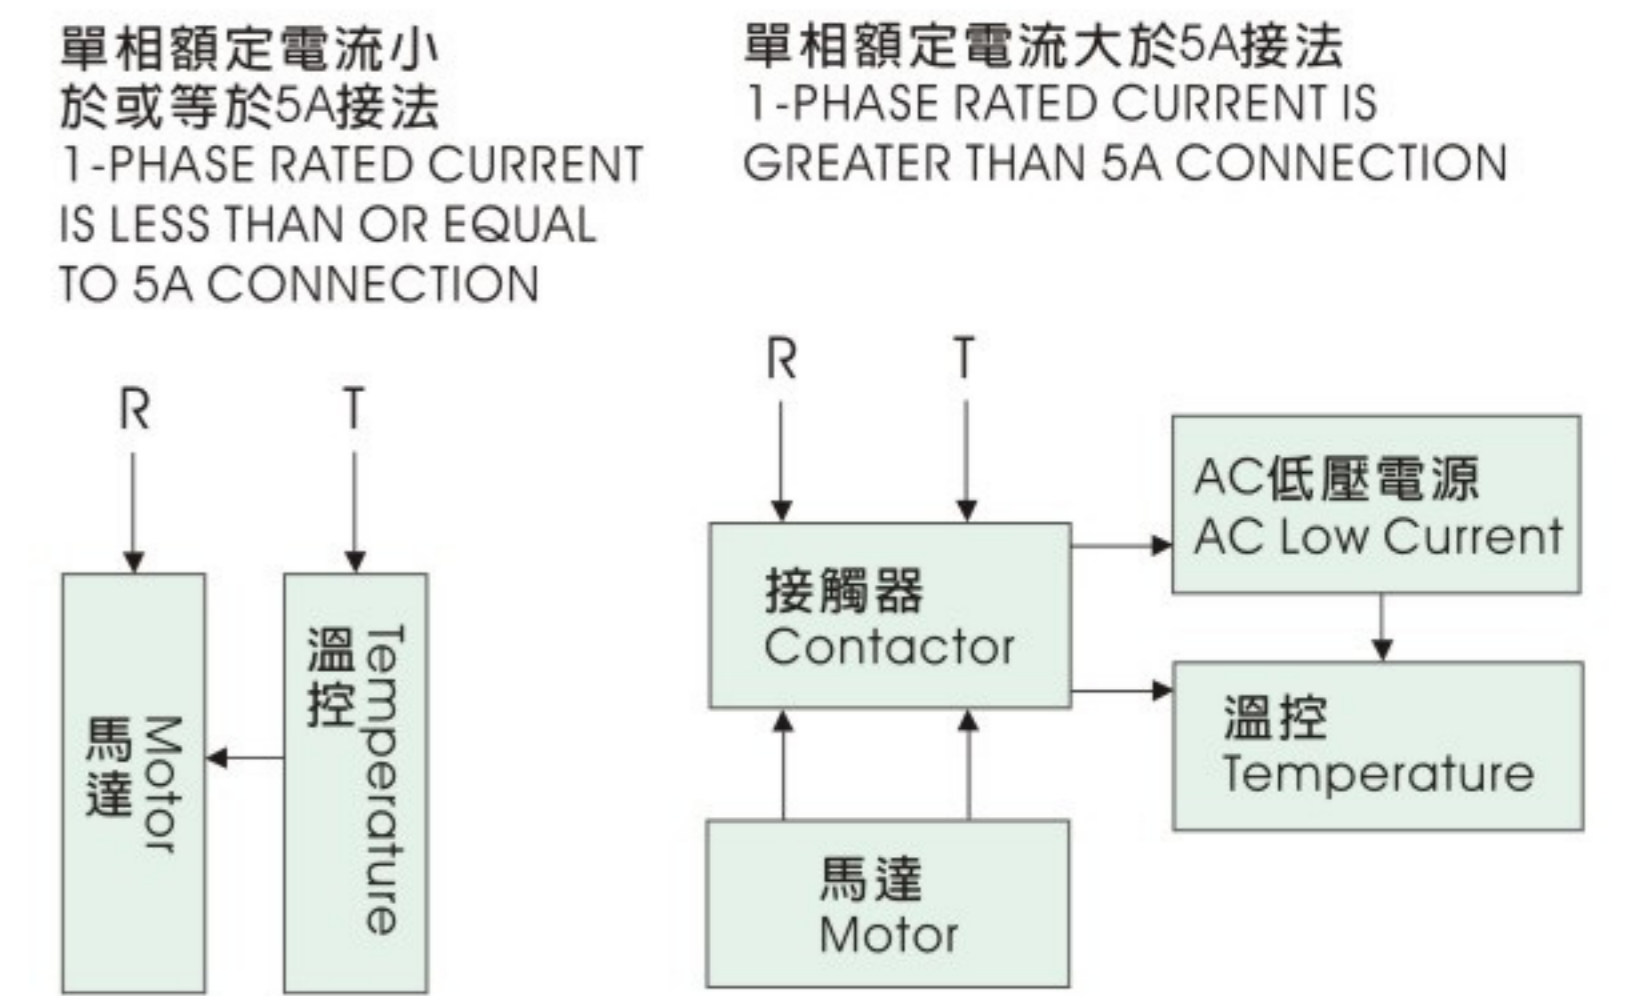 單相額定電流小
於或等於5A接法
1-PHASE RATED CURRENT
IS LESS THAN OR EQUAL
TO 5A CONNECTION
R
T
馬達
Motor
溫控
Temperature
單相額定電流大於5A接法
1-PHASE RATED CURRENT IS
GREATER THAN 5A CONNECTION
R
T
接觸器
Contactor
AC低壓電源
AC Low Current
溫控
Temperature
馬達
Motor